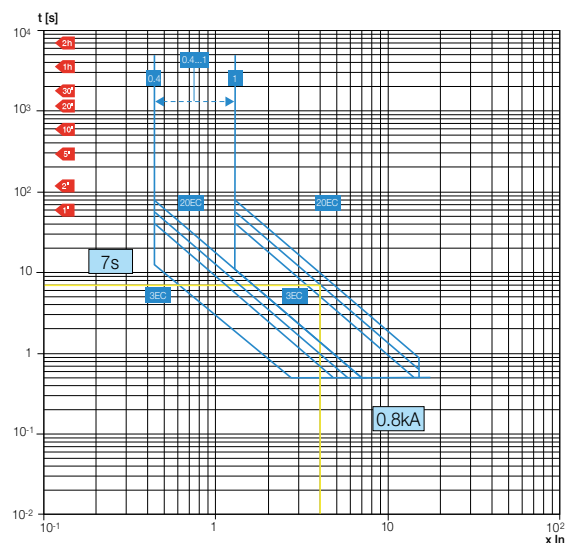 t [s]
10⁴
2h
0.4...1
1h
0.4
1
30'
20'
10³
10'
5'
10²
2'
20EC
20EC
1'
7s
10
3EC
3EC
1
0.8kA
10⁻¹
10⁻²
10⁻¹
1
10
10²
x In